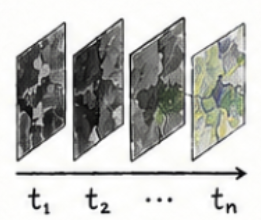 t₁ t₂ ... tₙ